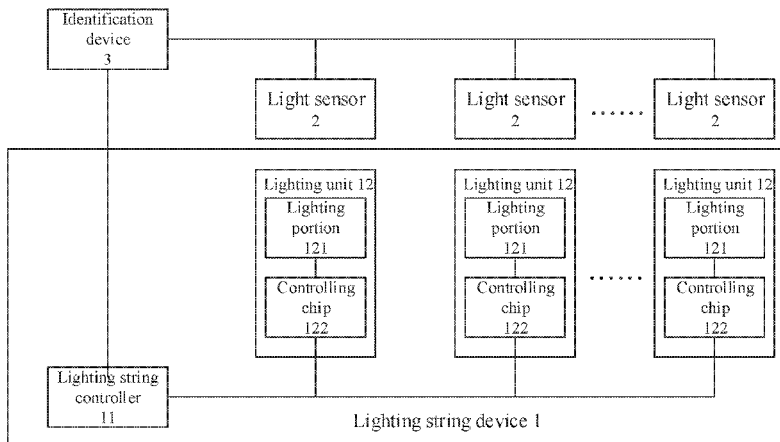 Identification
device
3
Light sensor
2
Light sensor
2
......
Light sensor
2
Lighting unit 12
Lighting
portion
121
Controlling
chip
122
Lighting unit 12
Lighting
portion
121
Controlling
chip
122
......
Lighting unit 12
Lighting
portion
121
Controlling
chip
122
Lighting string
controller
11
Lighting string device 1